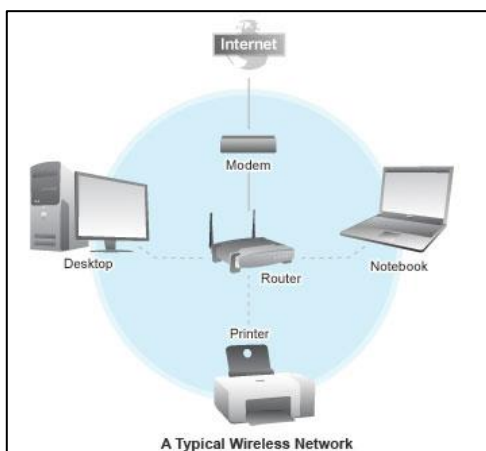 Internet
Modem
Desktop
Router
Notebook
Printer
A Typical Wireless Network